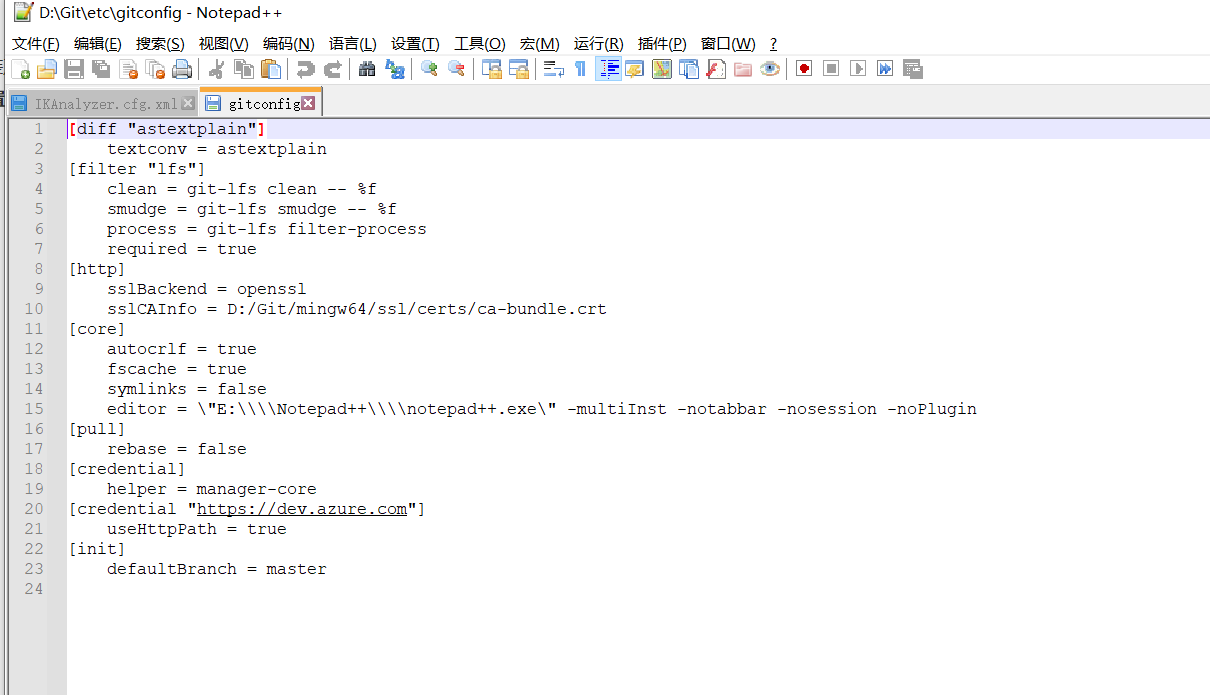 D:\Git\etc\gitconfig - Notepad++
文件(F) 编辑(E) 搜索(S) 视图(V) 编码(N) 语言(L) 设置(T) 工具(O) 宏(M) 运行(R) 插件(P) 窗口(W) ?
IKAnalyzer.cfg.xml gitconfig
1 [diff "astextplain"]
2 textconv = astextplain
3 [filter "lfs"]
4 clean = git-lfs clean -- %f
5 smudge = git-lfs smudge -- %f
6 process = git-lfs filter-process
7 required = true
8 [http]
9 sslBackend = openssl
10 sslCAInfo = D:/Git/mingw64/ssl/certs/ca-bundle.crt
11 [core]
12 autocrlf = true
13 fscache = true
14 symlinks = false
15 editor = \"E:\\\\Notepad++\\\\notepad++.exe\" -multiInst -notabbar -nosession -noPlugin
16 [pull]
17 rebase = false
18 [credential]
19 helper = manager-core
20 [credential "https://dev.azure.com"]
21 useHttpPath = true
22 [init]
23 defaultBranch = master
24